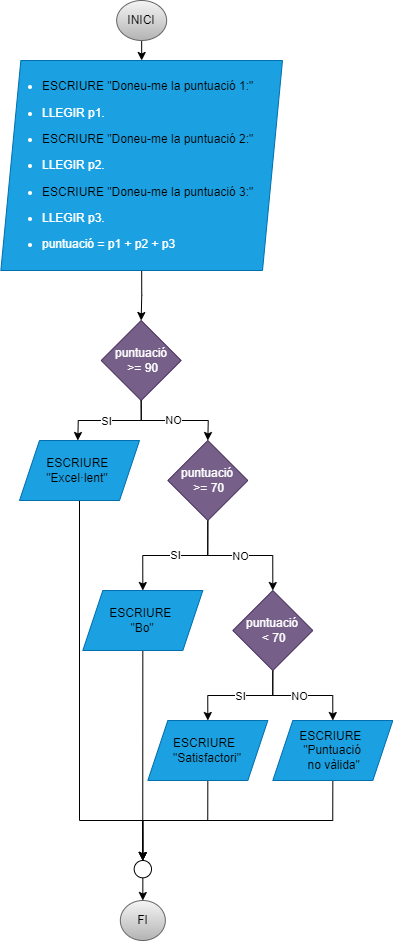 INICI
ESCRIURE "Doneu-me la puntuació 1:"
LLEGIR p1.
ESCRIURE "Doneu-me la puntuació 2:"
LLEGIR p2.
ESCRIURE "Doneu-me la puntuació 3:"
LLEGIR p3.
puntuació = p1 + p2 + p3
puntuació
>= 90
SI
NO
ESCRIURE
"Excel·lent"
puntuació
>= 70
SI
NO
ESCRIURE
"Bo"
puntuació
< 70
SI
NO
ESCRIURE
"Satisfactori"
ESCRIURE
"Puntuació
no vàlida"
FI